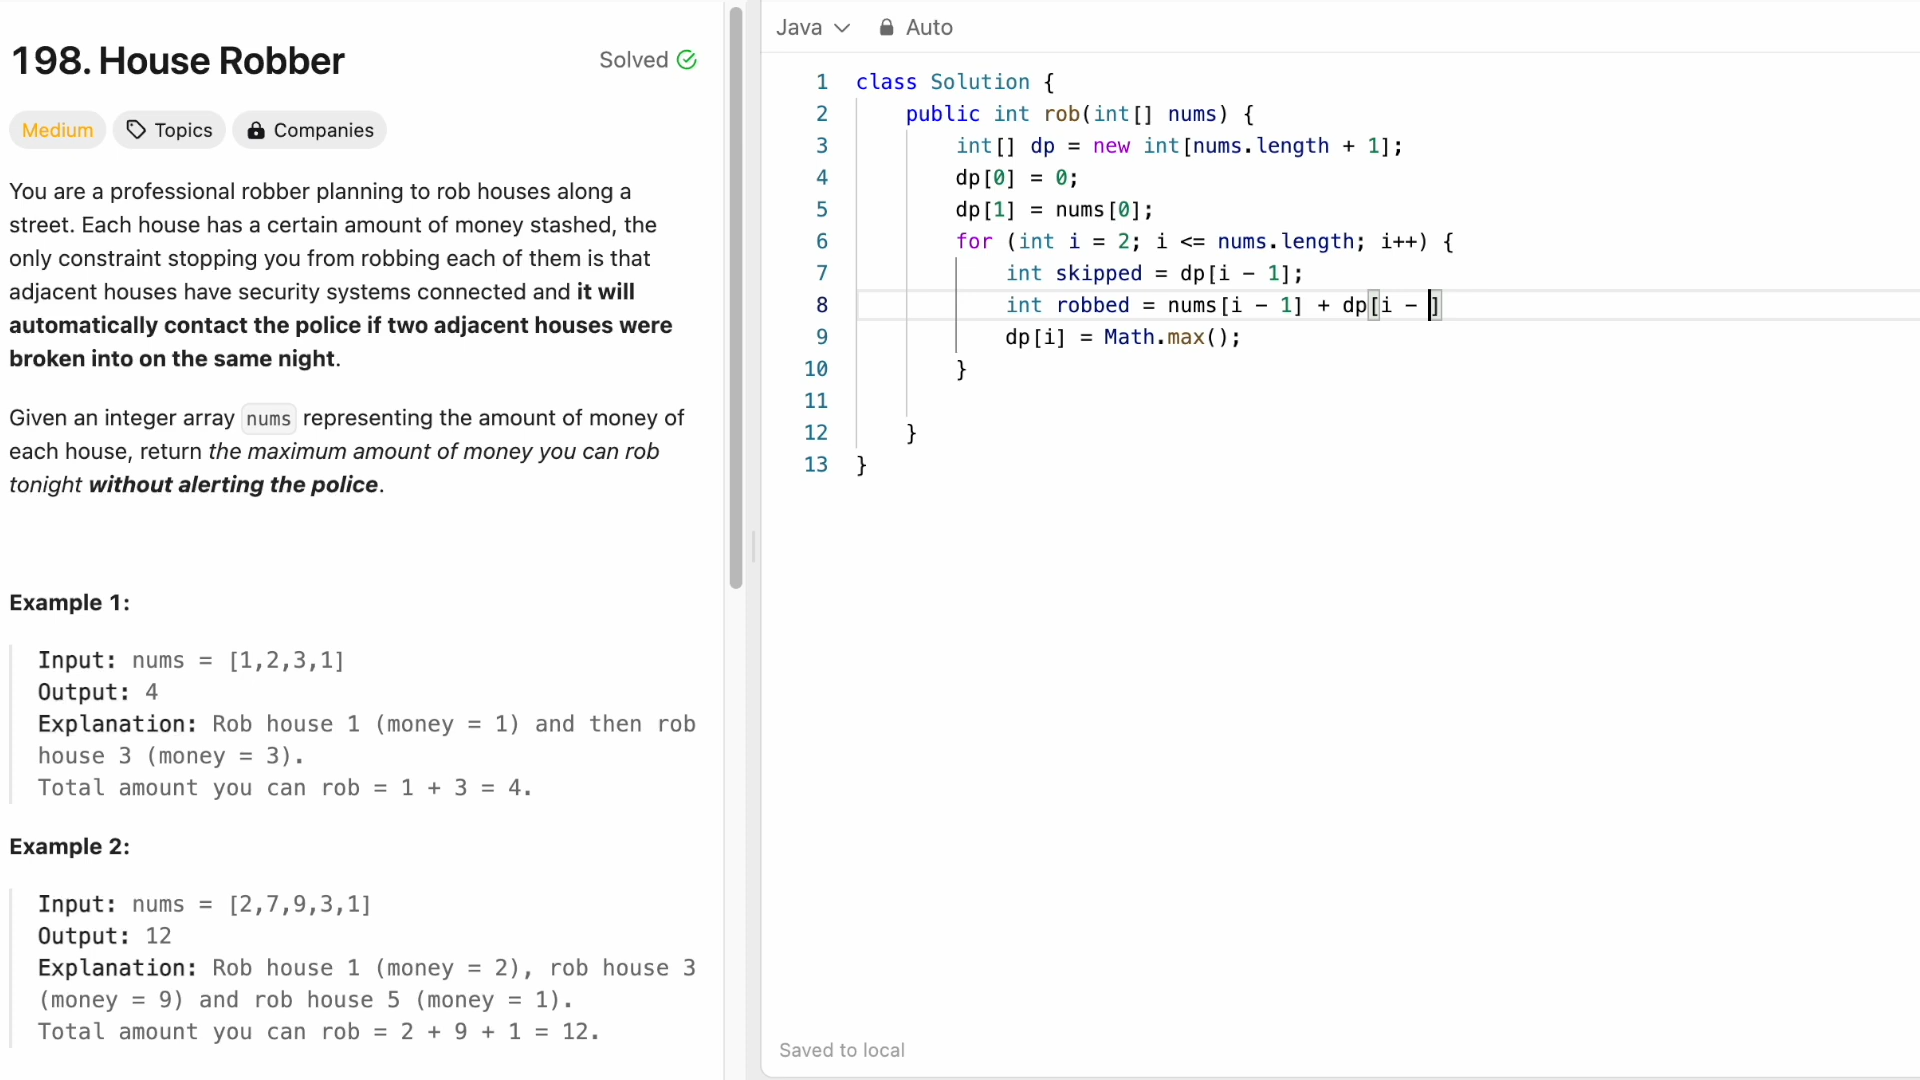 198. House Robber
Solved
Medium
Topics
Companies
You are a professional robber planning to rob houses along a
street. Each house has a certain amount of money stashed, the
only constraint stopping you from robbing each of them is that
adjacent houses have security systems connected and it will
automatically contact the police if two adjacent houses were
broken into on the same night.
Given an integer array nums representing the amount of money of
each house, return the maximum amount of money you can rob
tonight without alerting the police.
Example 1:
Input: nums = [1,2,3,1]
Output: 4
Explanation: Rob house 1 (money = 1) and then rob
house 3 (money = 3).
Total amount you can rob = 1 + 3 = 4.
Example 2:
Input: nums = [2,7,9,3,1]
Output: 12
Explanation: Rob house 1 (money = 2), rob house 3
(money = 9) and rob house 5 (money = 1).
Total amount you can rob = 2 + 9 + 1 = 12.
Java
Auto
1 class Solution {
2     public int rob(int[] nums) {
3         int[] dp = new int[nums.length + 1];
4         dp[0] = 0;
5         dp[1] = nums[0];
6         for (int i = 2; i <= nums.length; i++) {
7             int skipped = dp[i - 1];
8             int robbed = nums[i - 1] + dp[i - ]
9             dp[i] = Math.max();
10         }
11
12     }
13 }
Saved to local